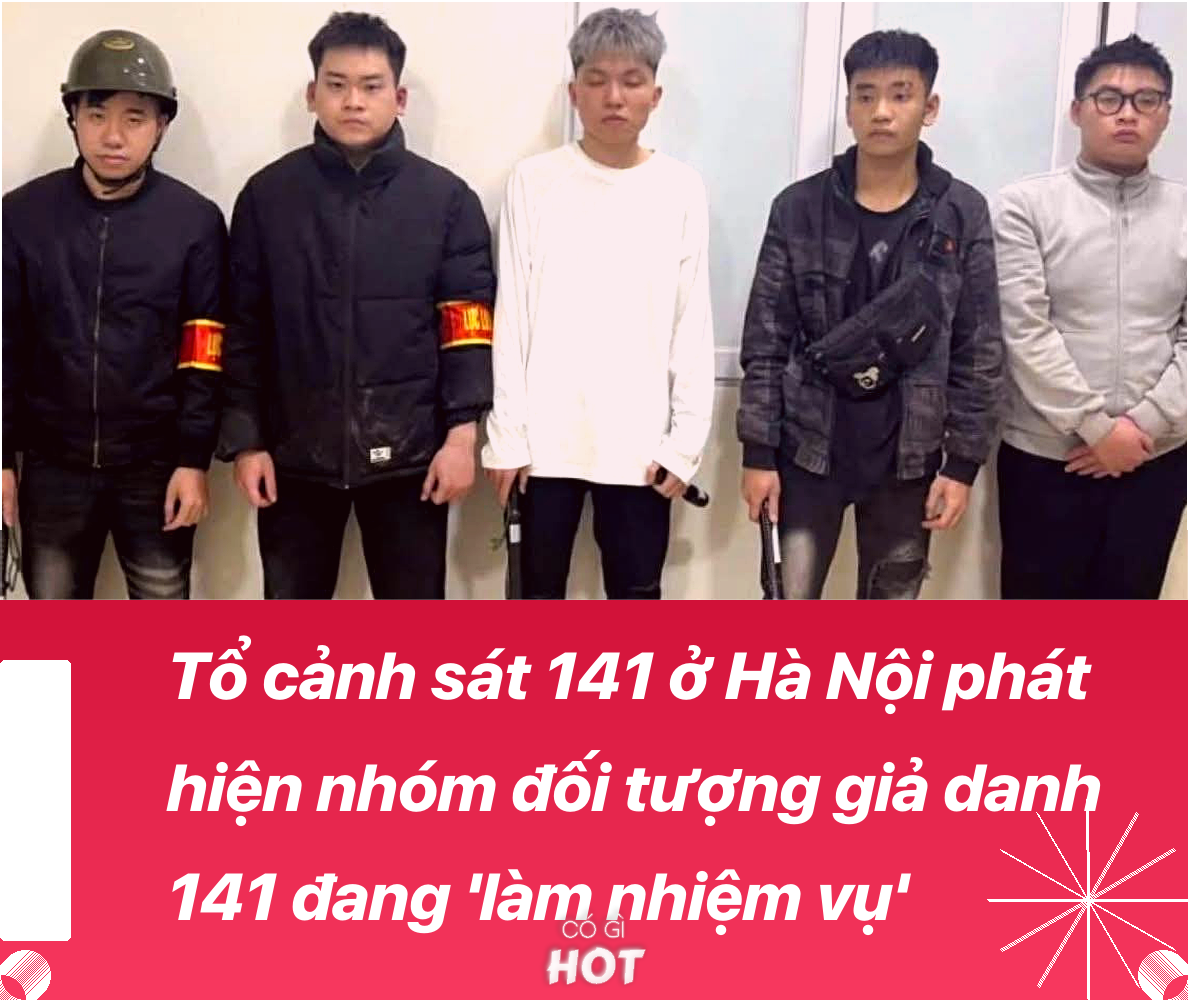 LỰC
Tổ cảnh sát 141 ở Hà Nội phát
hiện nhóm đối tượng giả danh
141 đang 'làm nhiệm vụ'
CÓ GÌ
HOT